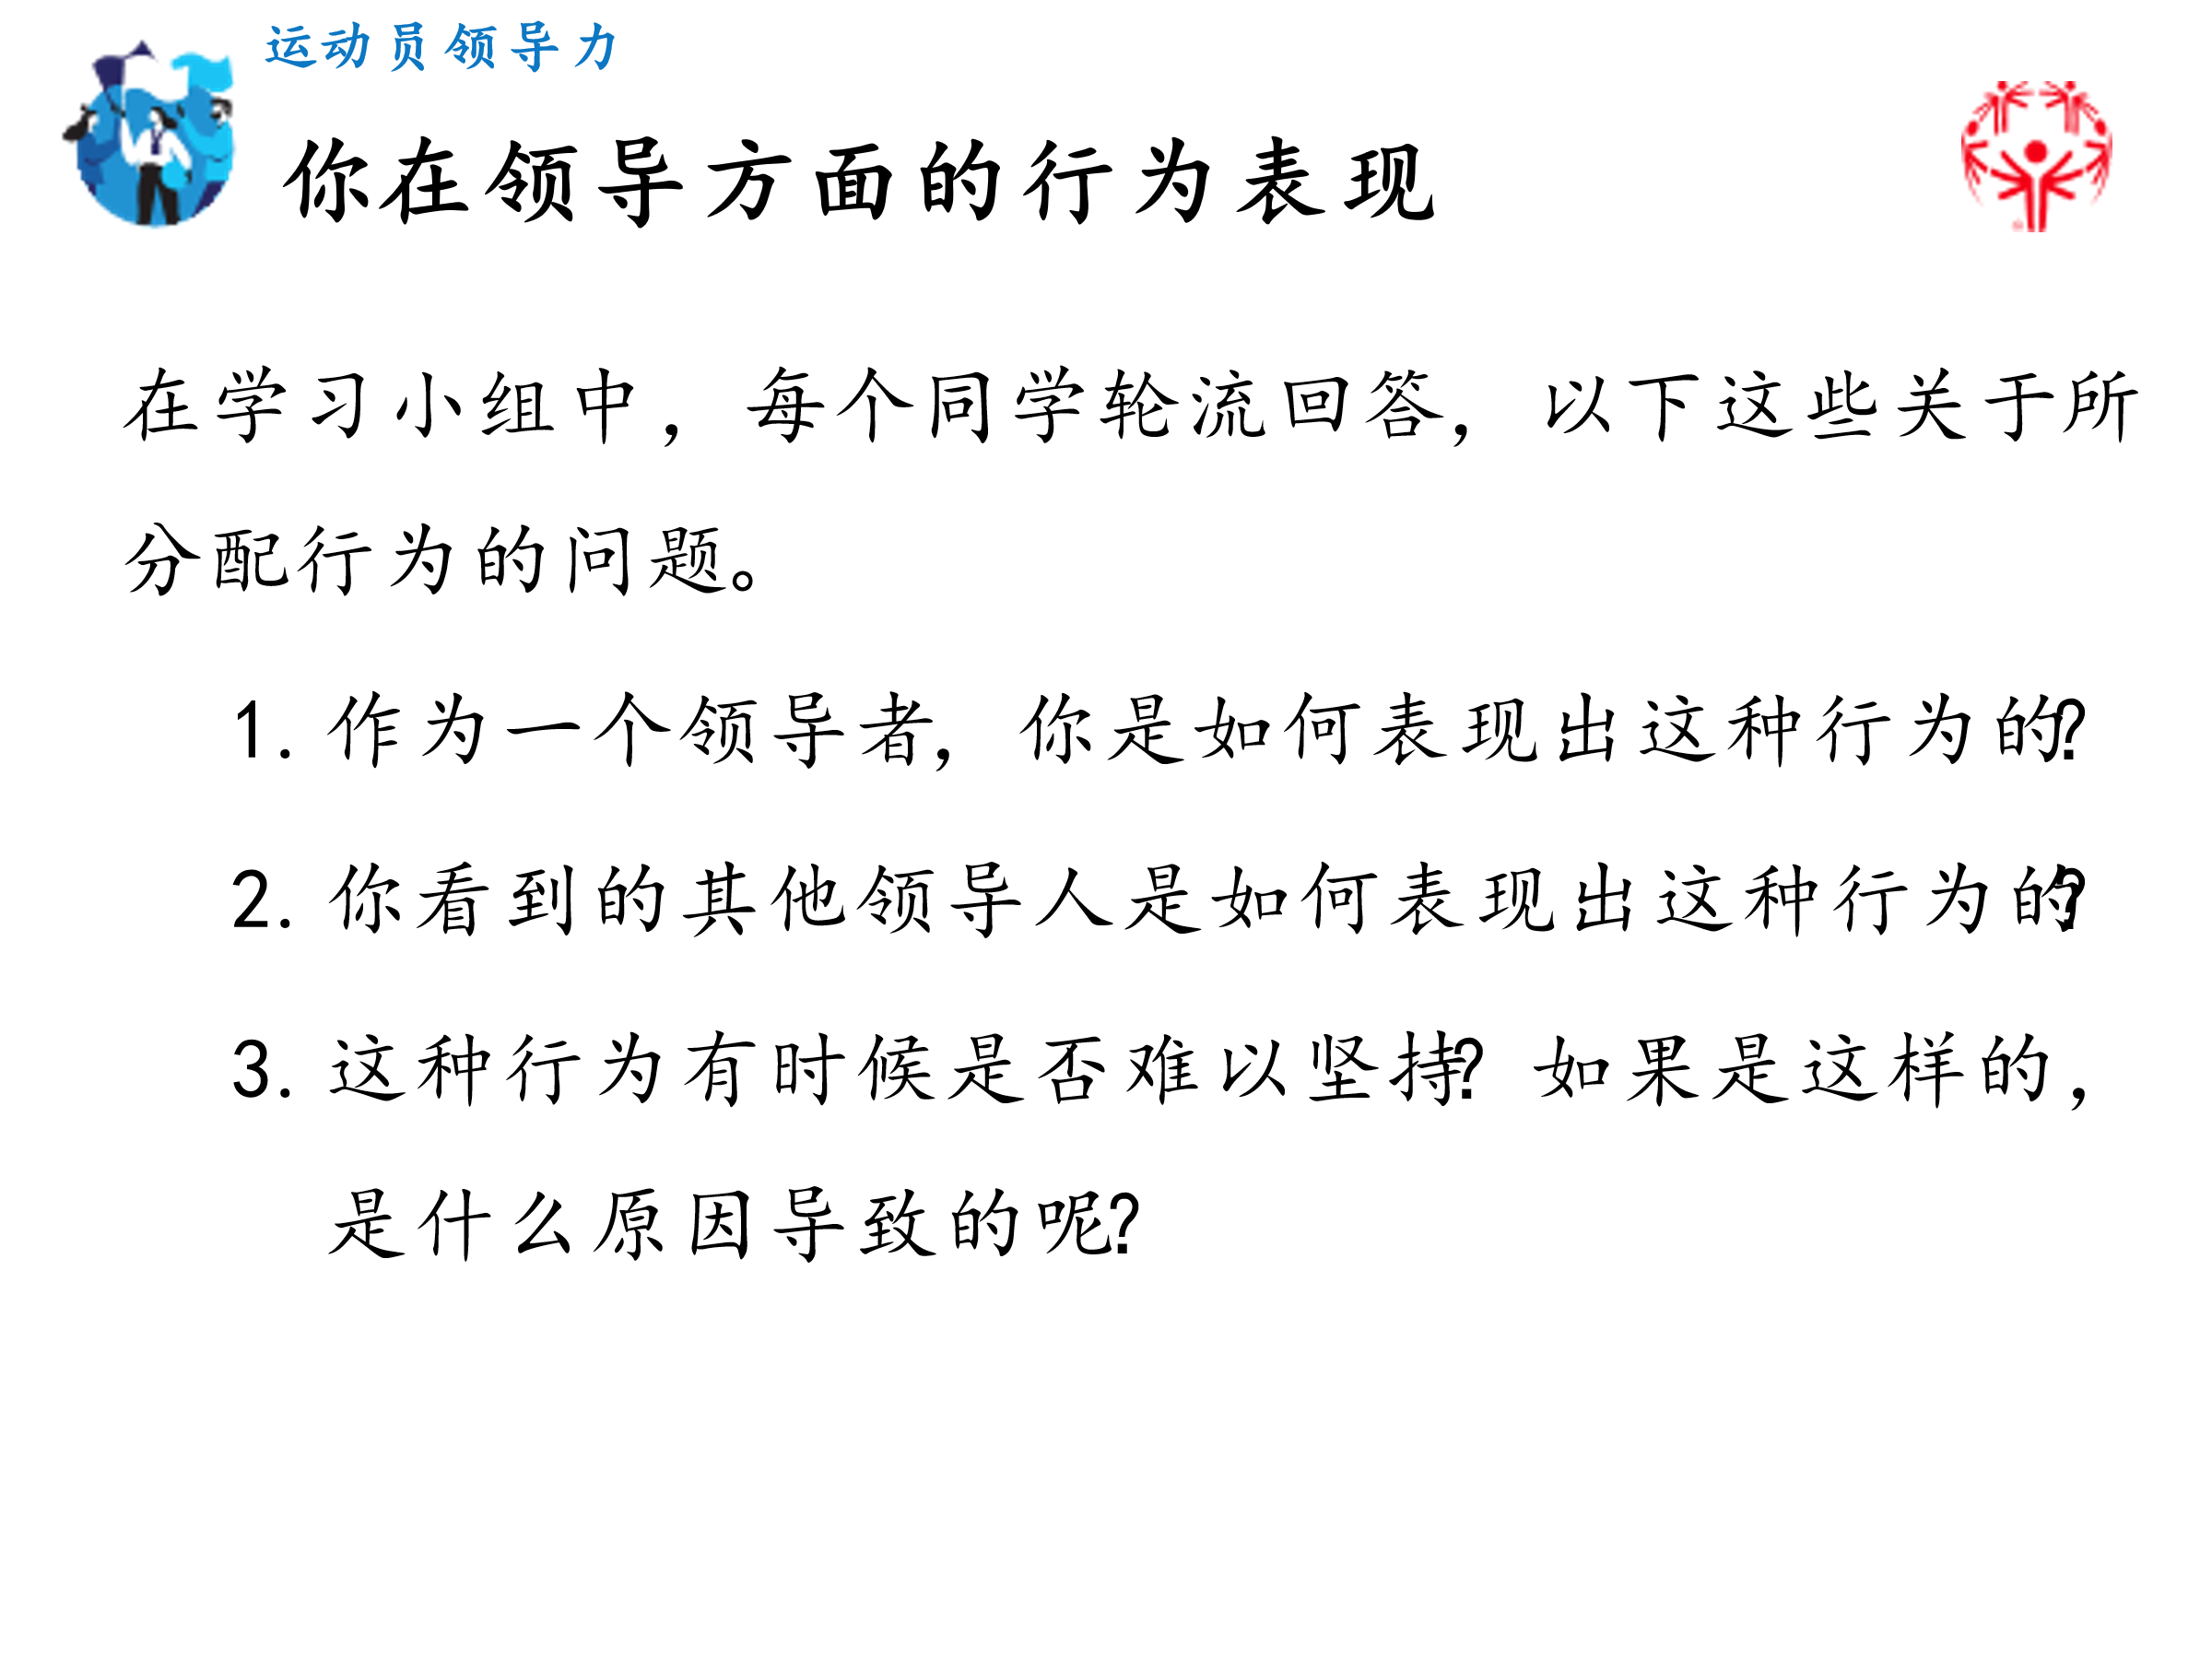 运动员领导力
你在领导方面的行为表现
在学习小组中，每个同学轮流回答，以下这些关于所
分配行为的问题。
1. 作为一个领导者，你是如何表现出这种行为的?
2. 你看到的其他领导人是如何表现出这种行为的?
3. 这种行为有时候是否难以坚持? 如果是这样的，
是什么原因导致的呢?